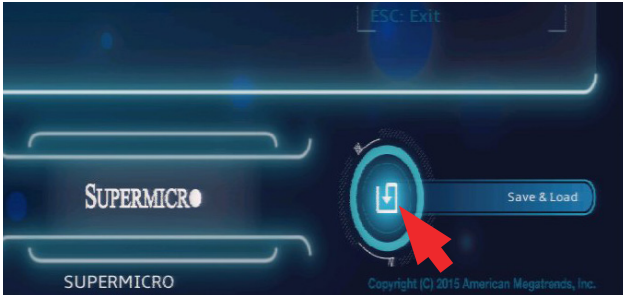 ESC: Exit
SUPERMICRO
Save & Load
SUPERMICRO
Copyright (C) 2015 American Megatrends, Inc.